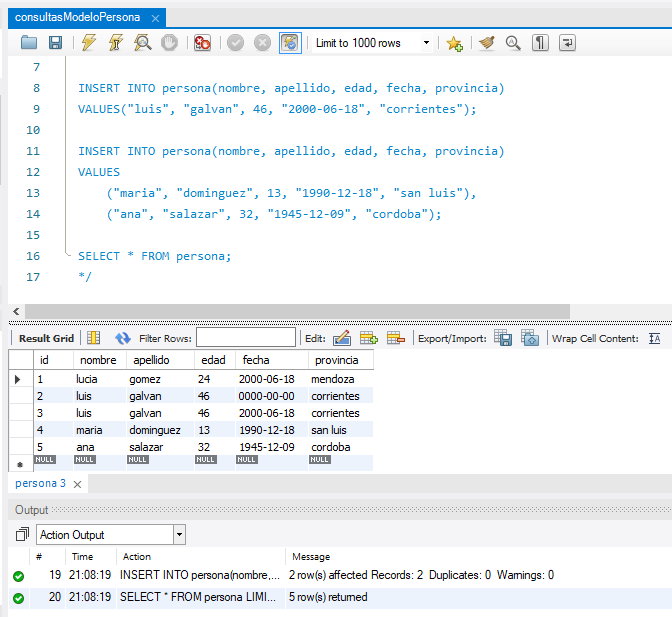 consultasModeloPersona
Limit to 1000 rows
7
8 INSERT INTO persona(nombre, apellido, edad, fecha, provincia)
9 VALUES("luis", "galvan", 46, "2000-06-18", "corrientes");
10
11 INSERT INTO persona(nombre, apellido, edad, fecha, provincia)
12 VALUES
13 ("maria", "dominguez", 13, "1990-12-18", "san luis"),
14 ("ana", "salazar", 32, "1945-12-09", "cordoba");
15
16 SELECT * FROM persona;
17 */
Result Grid Filter Rows: Edit: Export/Import: Wrap Cell Content:
id nombre apellido edad fecha provincia
1 lucia gomez 24 2000-06-18 mendoza
2 luis galvan 46 0000-00-00 corrientes
3 luis galvan 46 2000-06-18 corrientes
4 maria dominguez 13 1990-12-18 san luis
5 ana salazar 32 1945-12-09 cordoba
NULL NULL NULL NULL NULL NULL
persona 3
Output
Action Output
# Time Action Message
19 21:08:19 INSERT INTO persona(nombre,... 2 row(s) affected Records: 2 Duplicates: 0 Warnings: 0
20 21:08:19 SELECT * FROM persona LIMI... 5 row(s) returned